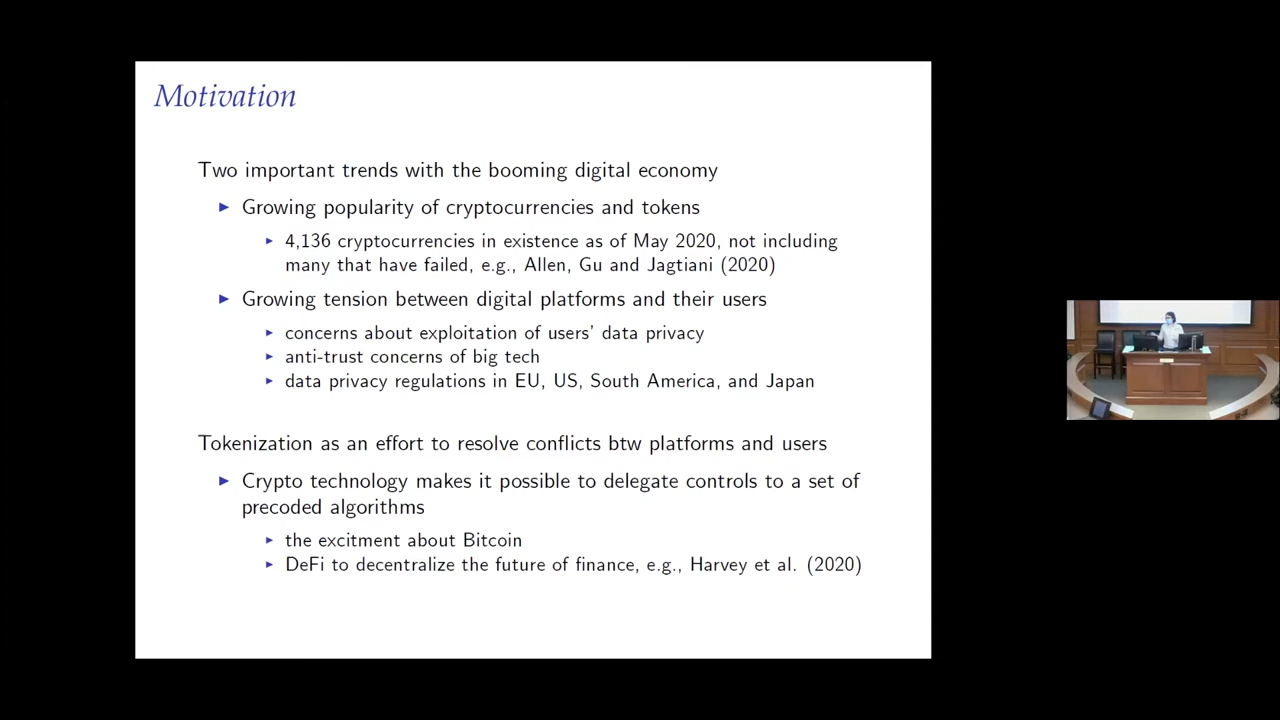 Motivation
Two important trends with the booming digital economy
Growing popularity of cryptocurrencies and tokens
4,136 cryptocurrencies in existence as of May 2020, not including
many that have failed, e.g., Allen, Gu and Jagtiani (2020)
Growing tension between digital platforms and their users
concerns about exploitation of users' data privacy
anti-trust concerns of big tech
data privacy regulations in EU, US, South America, and Japan
Tokenization as an effort to resolve conflicts btw platforms and users
Crypto technology makes it possible to delegate controls to a set of
precoded algorithms
the excitment about Bitcoin
DeFi to decentralize the future of finance, e.g., Harvey et al. (2020)